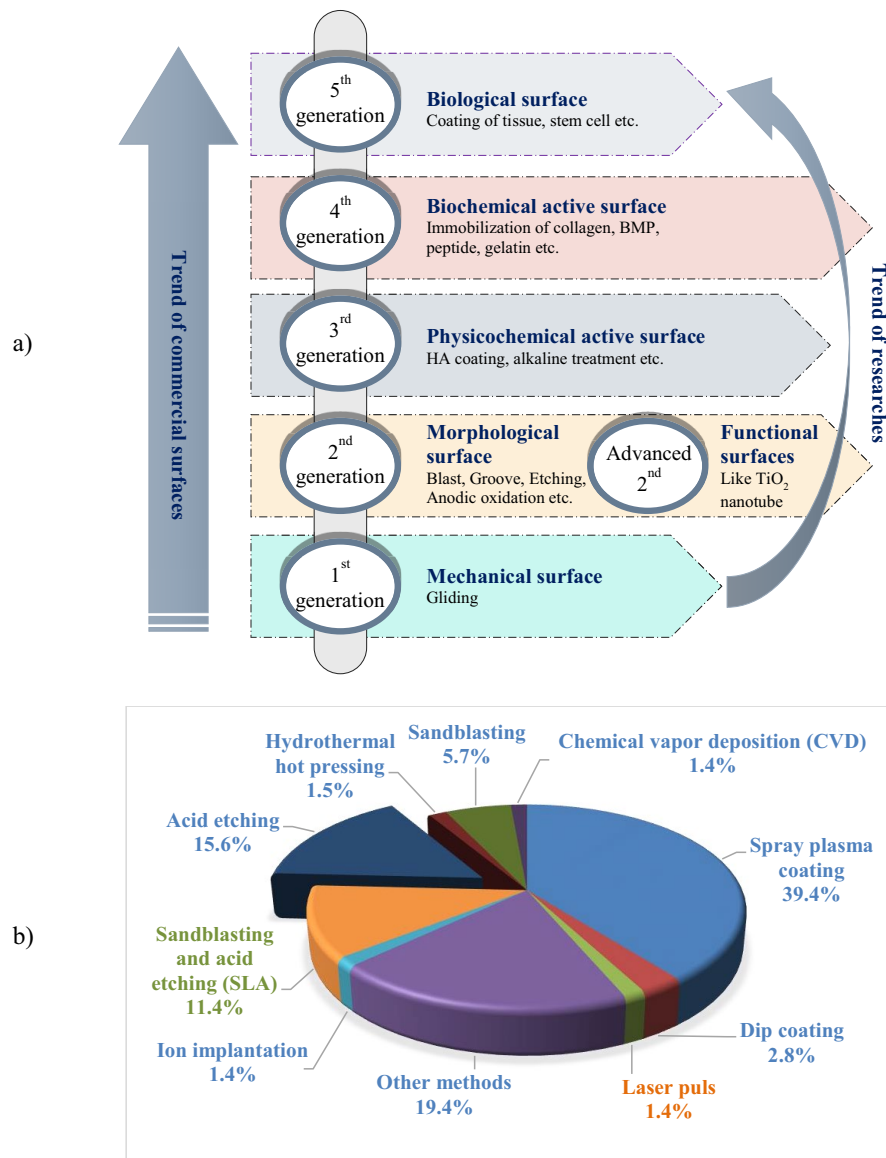 a)
Trend of commercial surfaces
5th
generation
Biological surface
Coating of tissue, stem cell etc.
4th
generation
Biochemical active surface
Immobilization of collagen, BMP,
peptide, gelatin etc.
3rd
generation
Physicochemical active surface
HA coating, alkaline treatment etc.
2nd
generation
Morphological
surface
Blast, Groove, Etching,
Anodic oxidation etc.
Advanced
2nd
Functional
surfaces
Like TiO2
nanotube
1st
generation
Mechanical surface
Gliding
Trend of researches
b)
Hydrothermal
hot pressing
1.5%
Sandblasting
5.7%
Chemical vapor deposition (CVD)
1.4%
Acid etching
15.6%
Spray plasma
coating
39.4%
Sandblasting
and acid
etching (SLA)
11.4%
Ion implantation
1.4%
Other methods
19.4%
Laser puls
1.4%
Dip coating
2.8%